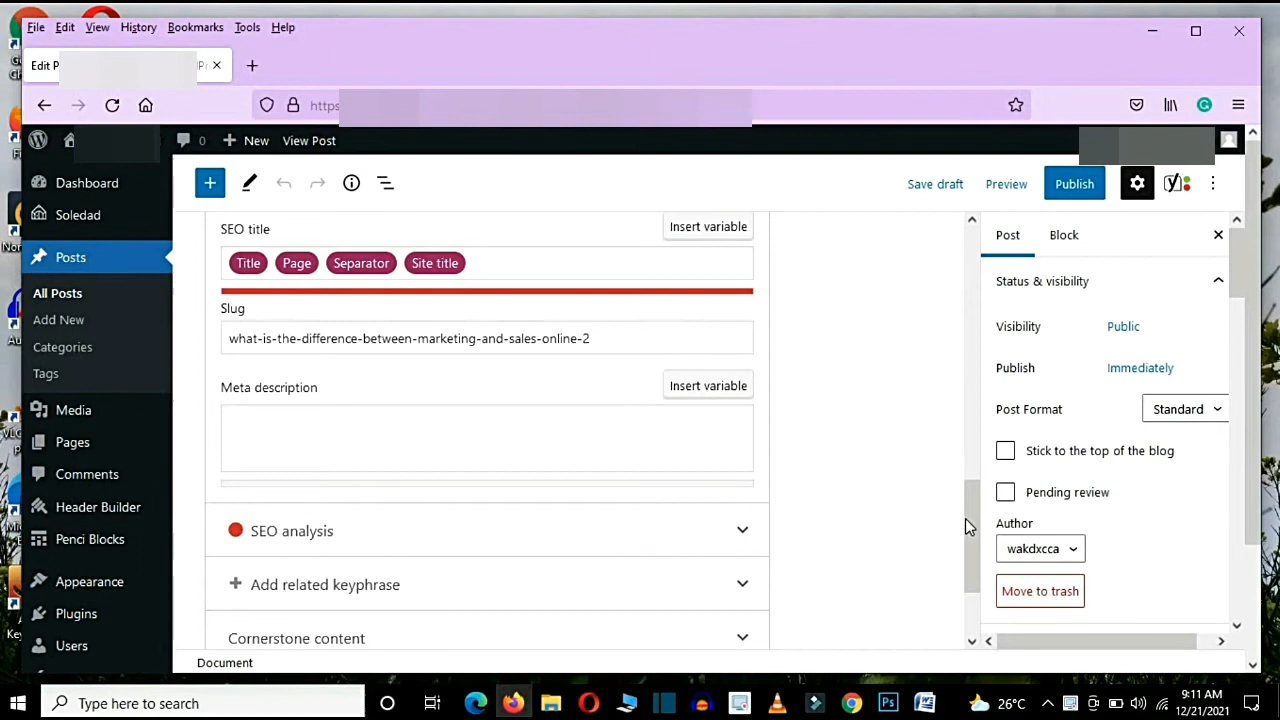 File Edit View History Bookmarks Tools Help
Edit P
https
0 New View Post
Dashboard
Soledad
Posts
All Posts
Add New
Categories
Tags
Media
Pages
Comments
Header Builder
Penci Blocks
Appearance
Plugins
Users
Save draft Preview Publish
SEO title
Insert variable
Title Page Separator Site title
Slug
what-is-the-difference-between-marketing-and-sales-online-2
Meta description
Insert variable
SEO analysis
Add related keyphrase
Cornerstone content
Document
Post Block
Status & visibility
Visibility Public
Publish Immediately
Post Format Standard
Stick to the top of the blog
Pending review
Author
wakdxcca
Move to trash
Type here to search
Ps
26°C
9:11 AM
12/21/2021